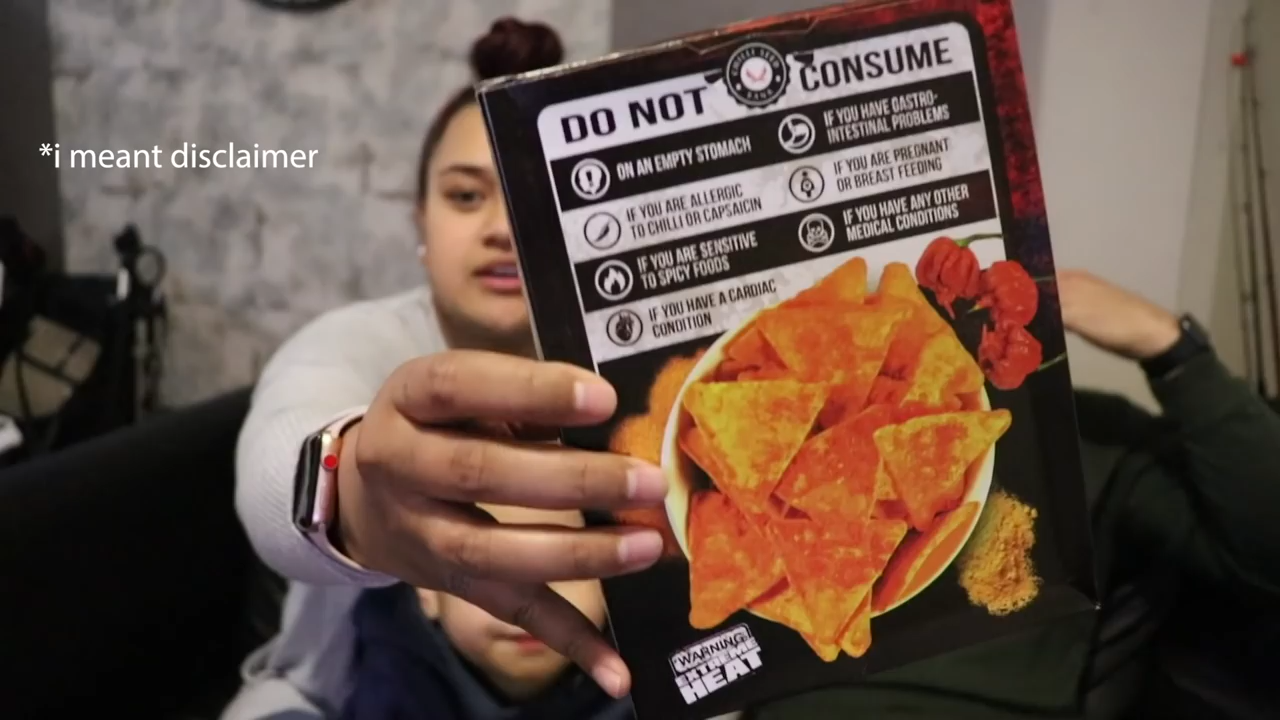 *i meant disclaimer
DO NOT CONSUME
ON AN EMPTY STOMACH
IF YOU ARE ALLERGIC
TO CHILLI OR CAPSAICIN
IF YOU ARE SENSITIVE
TO SPICY FOODS
IF YOU HAVE A CARDIAC
CONDITION
IF YOU HAVE GASTRO-
INTESTINAL PROBLEMS
IF YOU ARE PREGNANT
OR BREAST FEEDING
IF YOU HAVE ANY OTHER
MEDICAL CONDITIONS
WARNING
EXTREME
HEAT